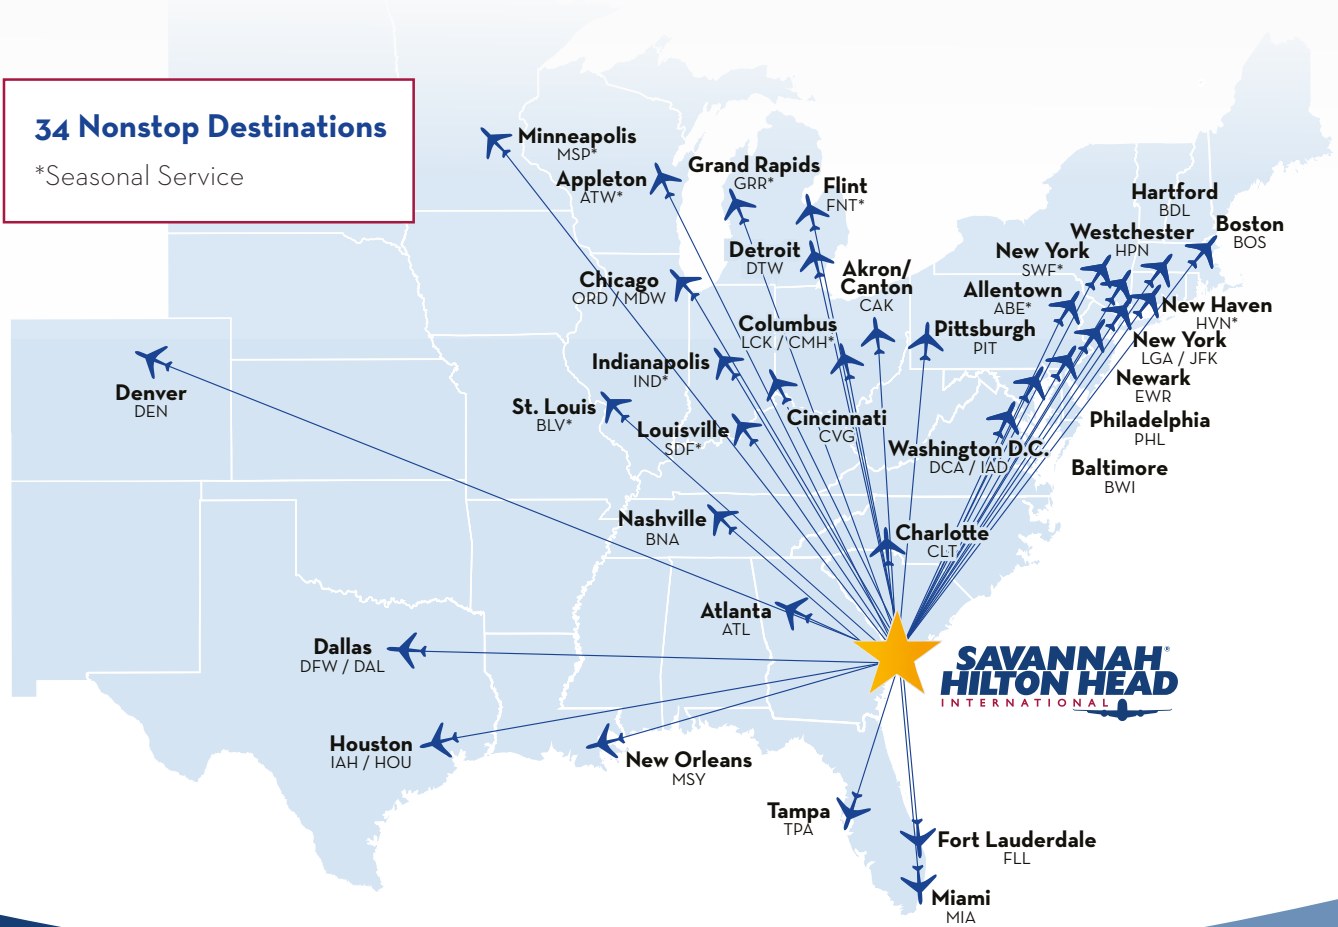 34 Nonstop Destinations
*Seasonal Service
Minneapolis
MSP*
Appleton
ATW*
Grand Rapids
GRR*
Flint
FNT*
Detroit
DTW
Chicago
ORD / MDW
Akron/
Canton
CAK
Columbus
LCK / CMH*
Pittsburgh
PIT
Indianapolis
IND*
St. Louis
BLV*
Louisville
SDF*
Cincinnati
CVG
Hartford
BDL
Boston
BOS
Westchester
HPN
New York
SWF*
Allentown
ABE*
New Haven
HVN*
New York
LGA / JFK
Newark
EWR
Philadelphia
PHL
Washington D.C.
DCA / IAD
Baltimore
BWI
Denver
DEN
Nashville
BNA
Charlotte
CLT
Atlanta
ATL
Dallas
DFW / DAL
SAVANNAH®
HILTON HEAD
INTERNATIONAL
Houston
IAH / HOU
New Orleans
MSY
Tampa
TPA
Fort Lauderdale
FLL
Miami
MIA